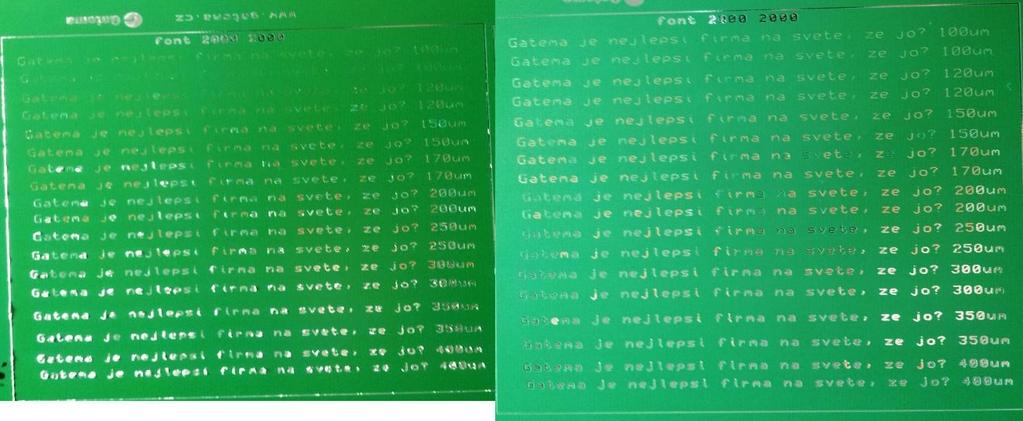 www.gatema.cz
Gatema
font 2000 2000
Gatema je nejlepsi firma na svete, ze jo? 100um
Gatema je nejlepsi firma na svete, ze jo? 120um
Gatema je nejlepsi firma na svete, ze jo? 120um
Gatema je nejlepsi firma na svete, ze jo? 150um
Gatema je nejlepsi firma na svete, ze jo? 150um
Gatema je nejlepsi firma na svete, ze jo? 170um
Gatema je nejlepsi firma na svete, ze jo? 170um
Gatema je nejlepsi firma na svete, ze jo? 200um
Gatema je nejlepsi firma na svete, ze jo? 200um
Gatema je nejlepsi firma na svete, ze jo? 250um
Gatema je nejlepsi firma na svete, ze jo? 250um
Gatema je nejlepsi firma na svete, ze jo? 300um
Gatema je nejlepsi firma na svete, ze jo? 300um
Gatema je nejlepsi firma na svete, ze jo? 350um
Gatema je nejlepsi firma na svete, ze jo? 350um
Gatema je nejlepsi firma na svete, ze jo? 400um
Gatema je nejlepsi firma na svete, ze jo? 400um
font 2000 2000
Gatema je nejlepsi firma na svete, ze jo? 100um
Gatema je nejlepsi firma na svete, ze jo? 100um
Gatema je nejlepsi firma na svete, ze jo? 120um
Gatema je nejlepsi firma na svete, ze jo? 120um
Gatema je nejlepsi firma na svete, ze jo? 150um
Gatema je nejlepsi firma na svete, ze jo? 150um
Gatema je nejlepsi firma na svete, ze jo? 170um
Gatema je nejlepsi firma na svete, ze jo? 170um
Gatema je nejlepsi firma na svete, ze jo? 200um
Gatema je nejlepsi firma na svete, ze jo? 200um
Gatema je nejlepsi firma na svete, ze jo? 250um
Gatema je nejlepsi firma na svete, ze jo? 250um
Gatema je nejlepsi firma na svete, ze jo? 300um
Gatema je nejlepsi firma na svete, ze jo? 300um
Gatema je nejlepsi firma na svete, ze jo? 350um
Gatema je nejlepsi firma na svete, ze jo? 350um
Gatema je nejlepsi firma na svete, ze jo? 400um
Gatema je nejlepsi firma na svete, ze jo? 400um